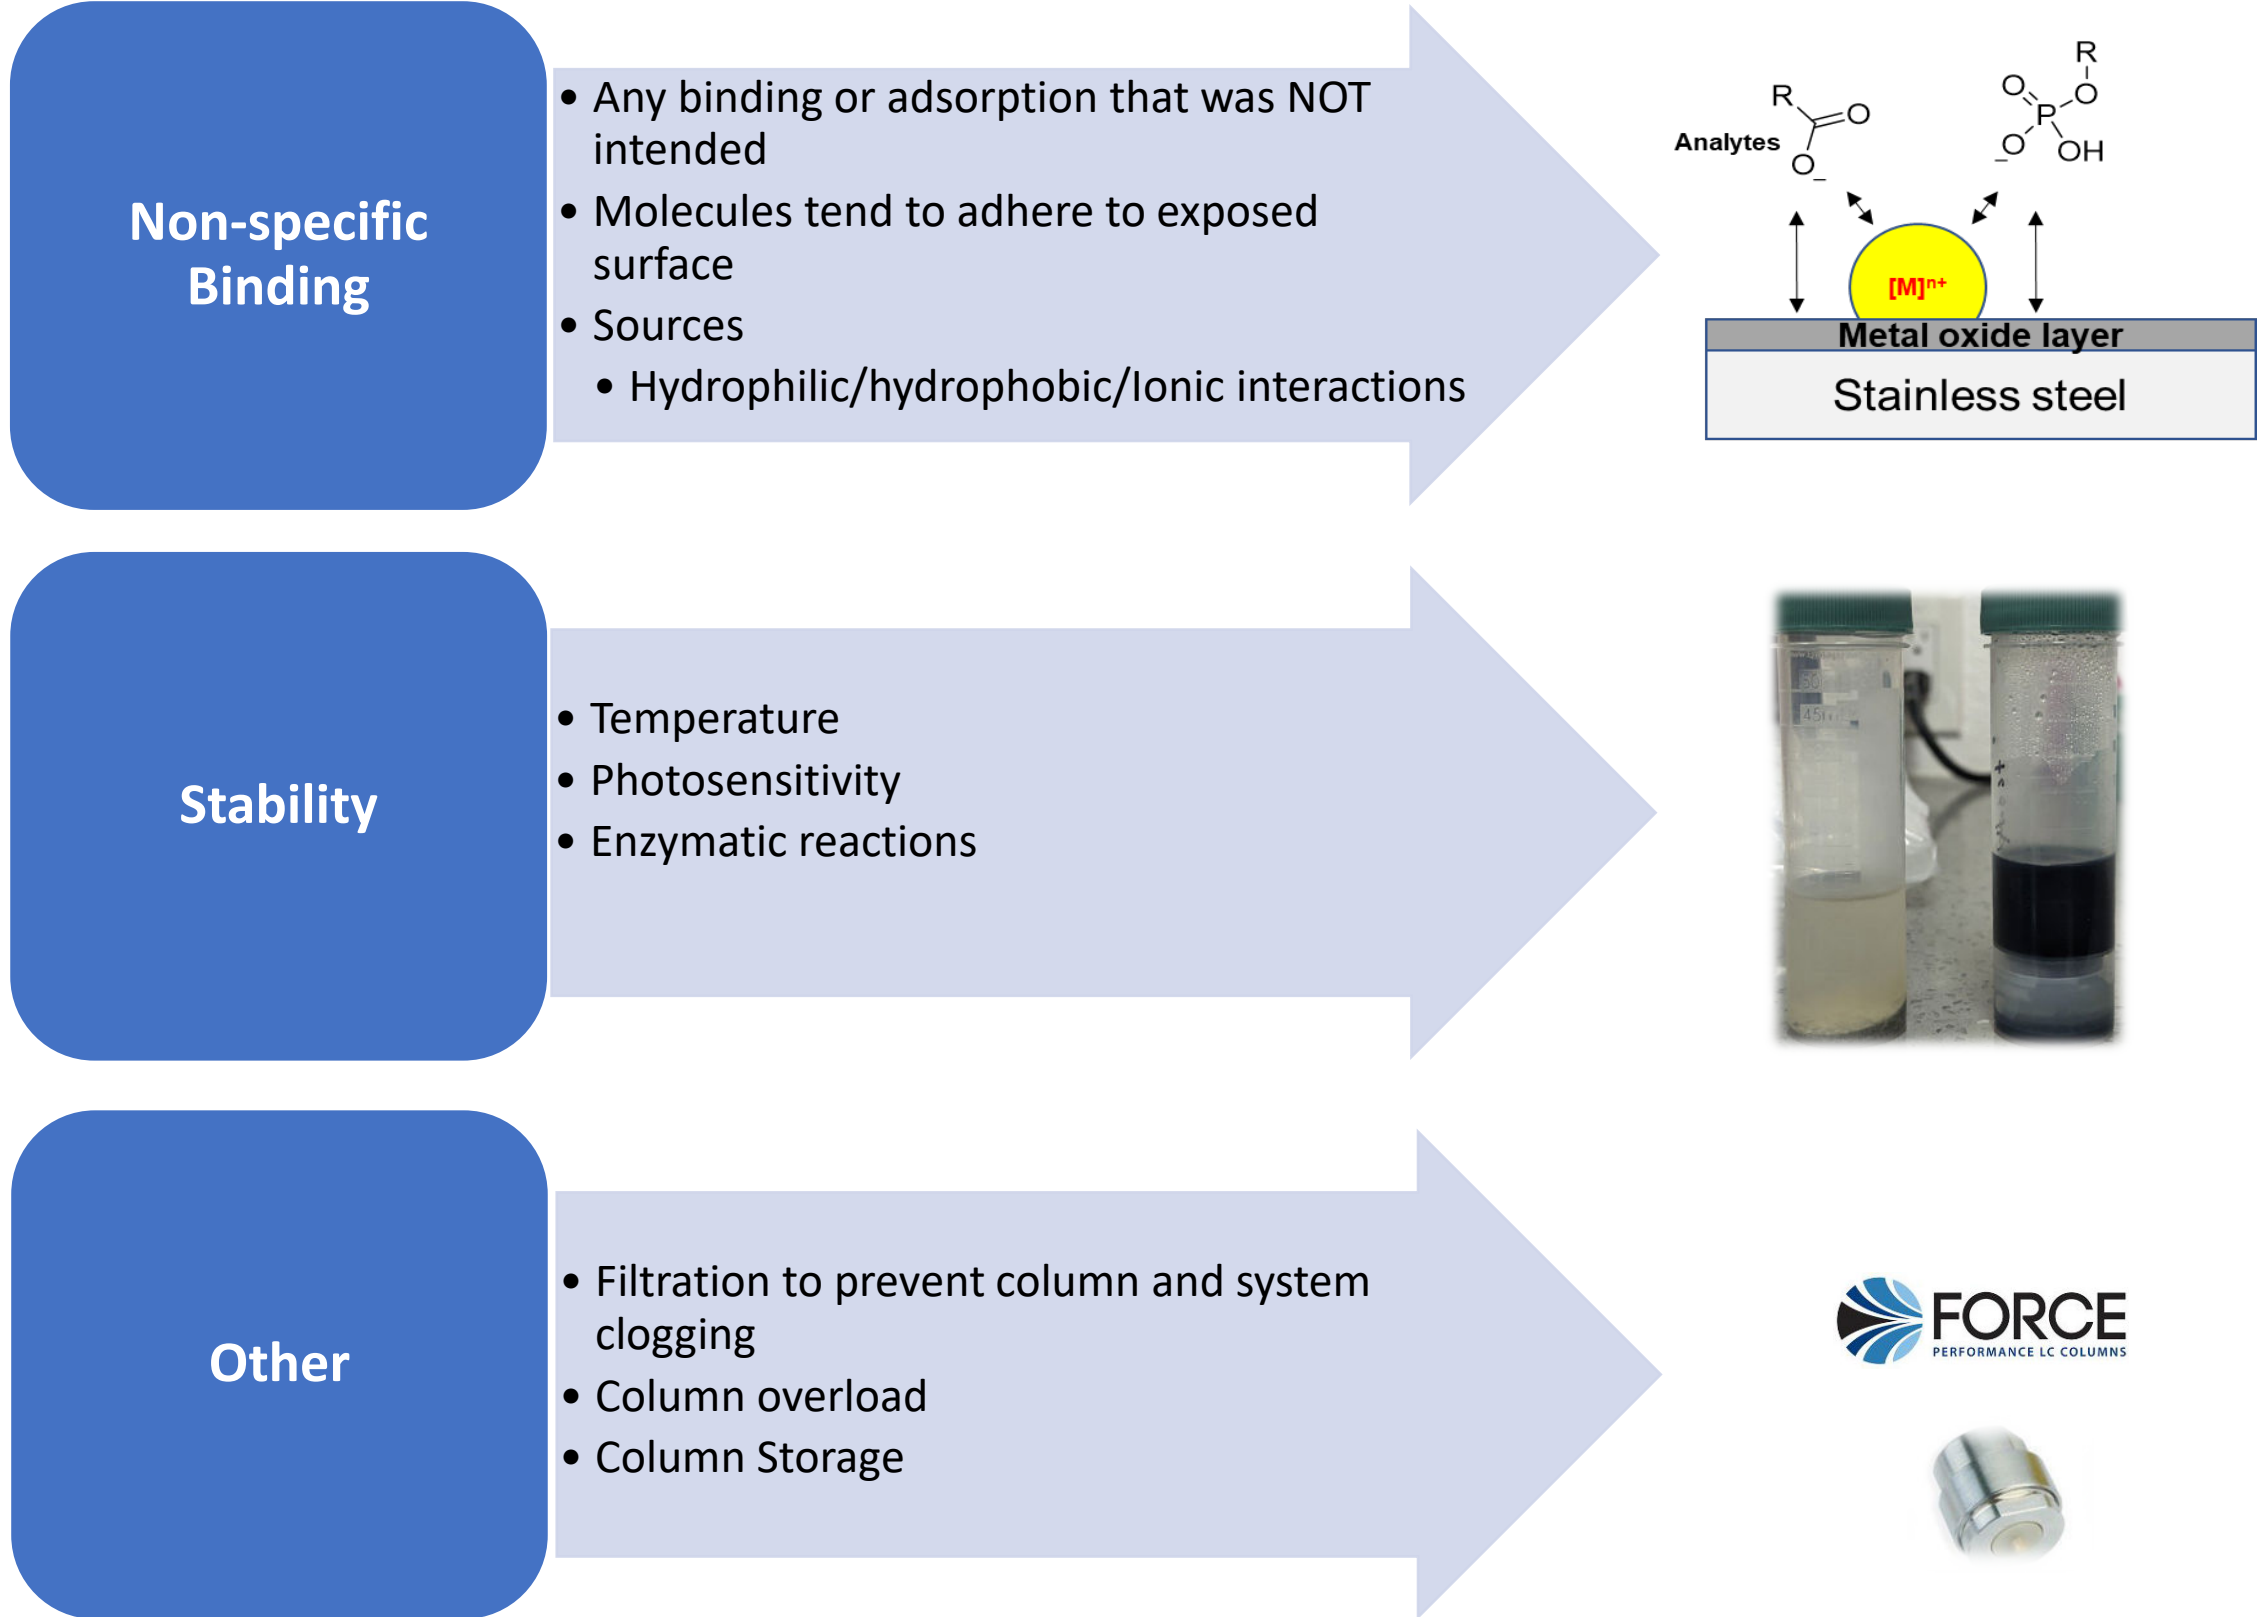 Non-specific
Binding
• Any binding or adsorption that was NOT
intended
• Molecules tend to adhere to exposed
surface
• Sources
• Hydrophilic/hydrophobic/Ionic interactions
Analytes
R
O
O
–
R
O
O
P
O
–
OH
[M]ⁿ⁺
Metal oxide layer
Stainless steel
Stability
• Temperature
• Photosensitivity
• Enzymatic reactions
50
45
Other
• Filtration to prevent column and system
clogging
• Column overload
• Column Storage
FORCE
PERFORMANCE LC COLUMNS